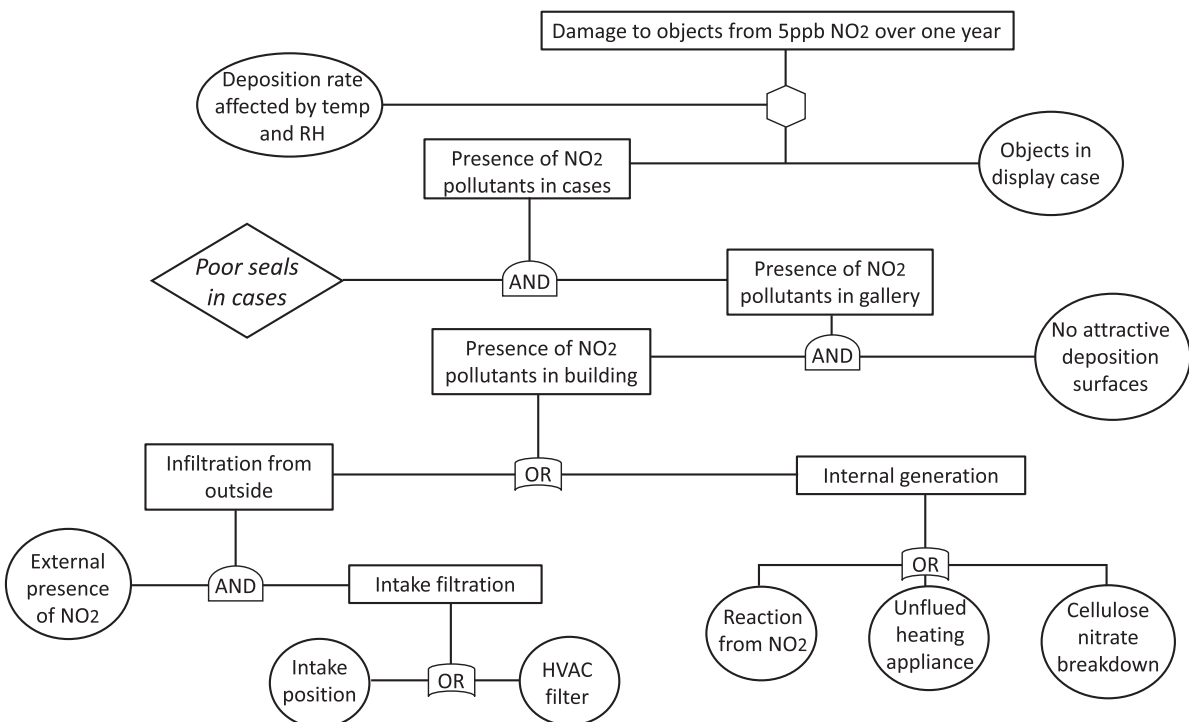 Damage to objects from 5ppb NO2 over one year
Deposition rate
affected by temp
and RH
Presence of NO2
pollutants in cases
Objects in
display case
Poor seals
in cases
AND
Presence of NO2
pollutants in gallery
Presence of NO2
pollutants in building
AND
No attractive
deposition
surfaces
Infiltration from
outside
OR
Internal generation
External
presence
of NO2
AND
Intake filtration
OR
Reaction
from NO2
Unflued
heating
appliance
Cellulose
nitrate
breakdown
Intake
position
OR
HVAC
filter